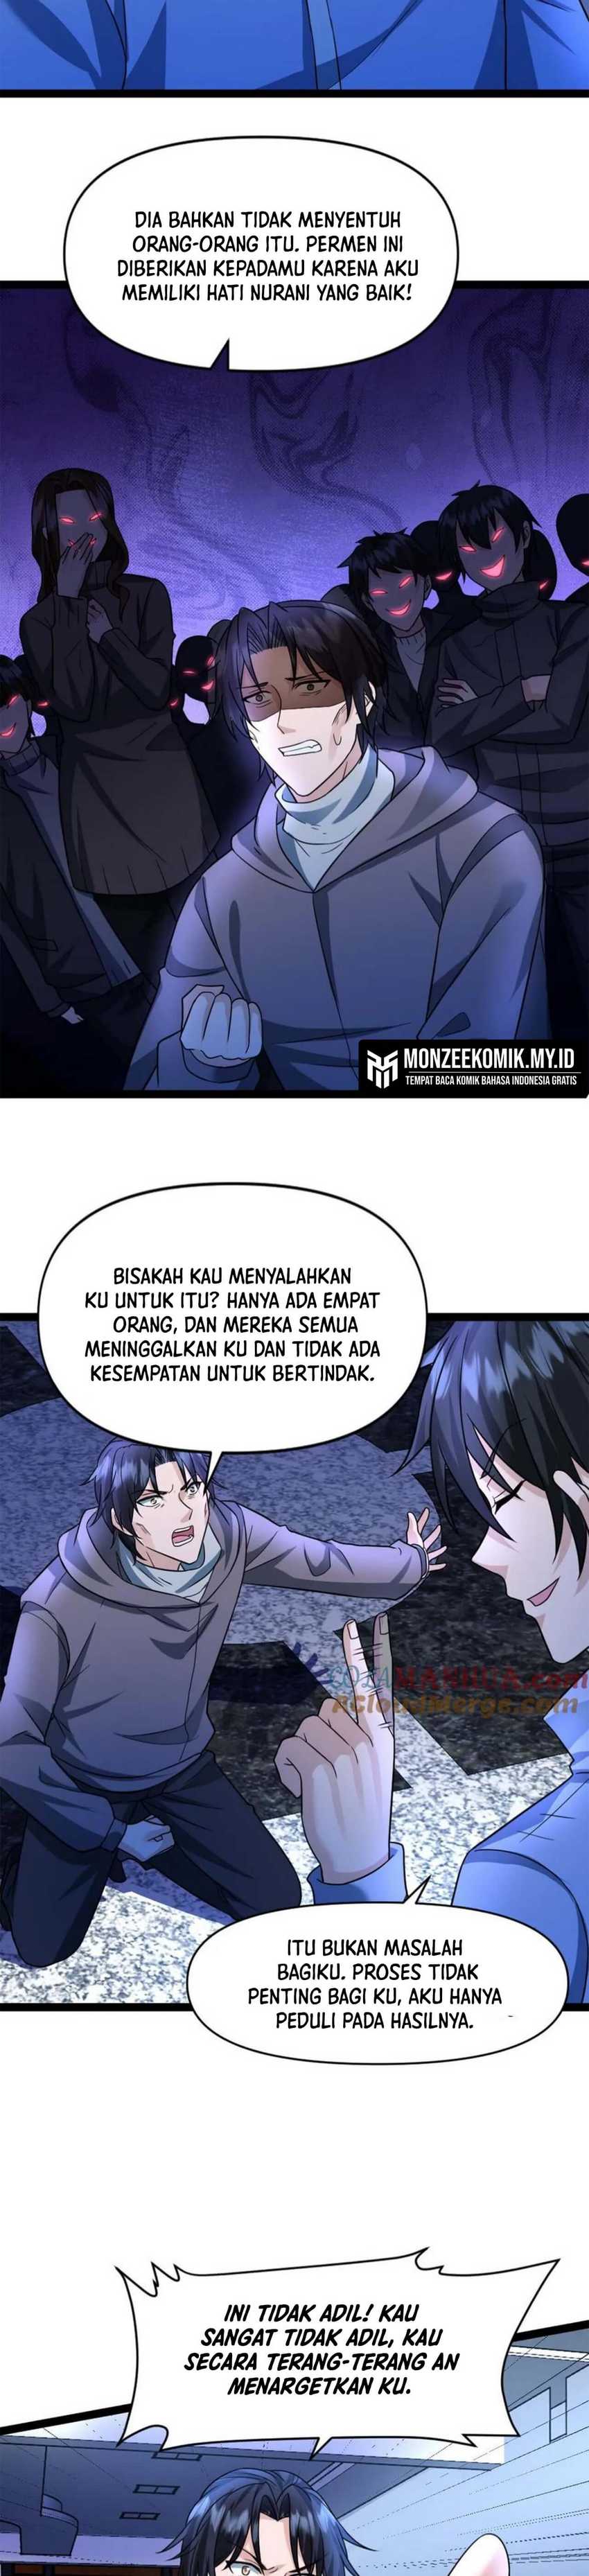 DIA BAHKAN TIDAK MENYENTUH
ORANG-ORANG ITU. PERMEN INI
DIBERIKAN KEPADAMU KARENA AKU
MEMILIKI HATI NURANI YANG BAIK!
MONZEEKOMIK.MY.ID
TEMPAT BACA KOMIK BAHASA INDONESIA GRATIS
BISAKAH KAU MENYALAHKAN
KU UNTUK ITU? HANYA ADA EMPAT
ORANG, DAN MEREKA SEMUA
MENINGGALKAN KU DAN TIDAK ADA
KESEMPATAN UNTUK BERTINDAK.
ITU BUKAN MASALAH
BAGIKU. PROSES TIDAK
PENTING BAGI KU, AKU HANYA
PEDULI PADA HASILNYA.
INI TIDAK ADIL! KAU
SANGAT TIDAK ADIL, KAU
SECARA TERANG-TERANG AN
MENARGETKAN KU.